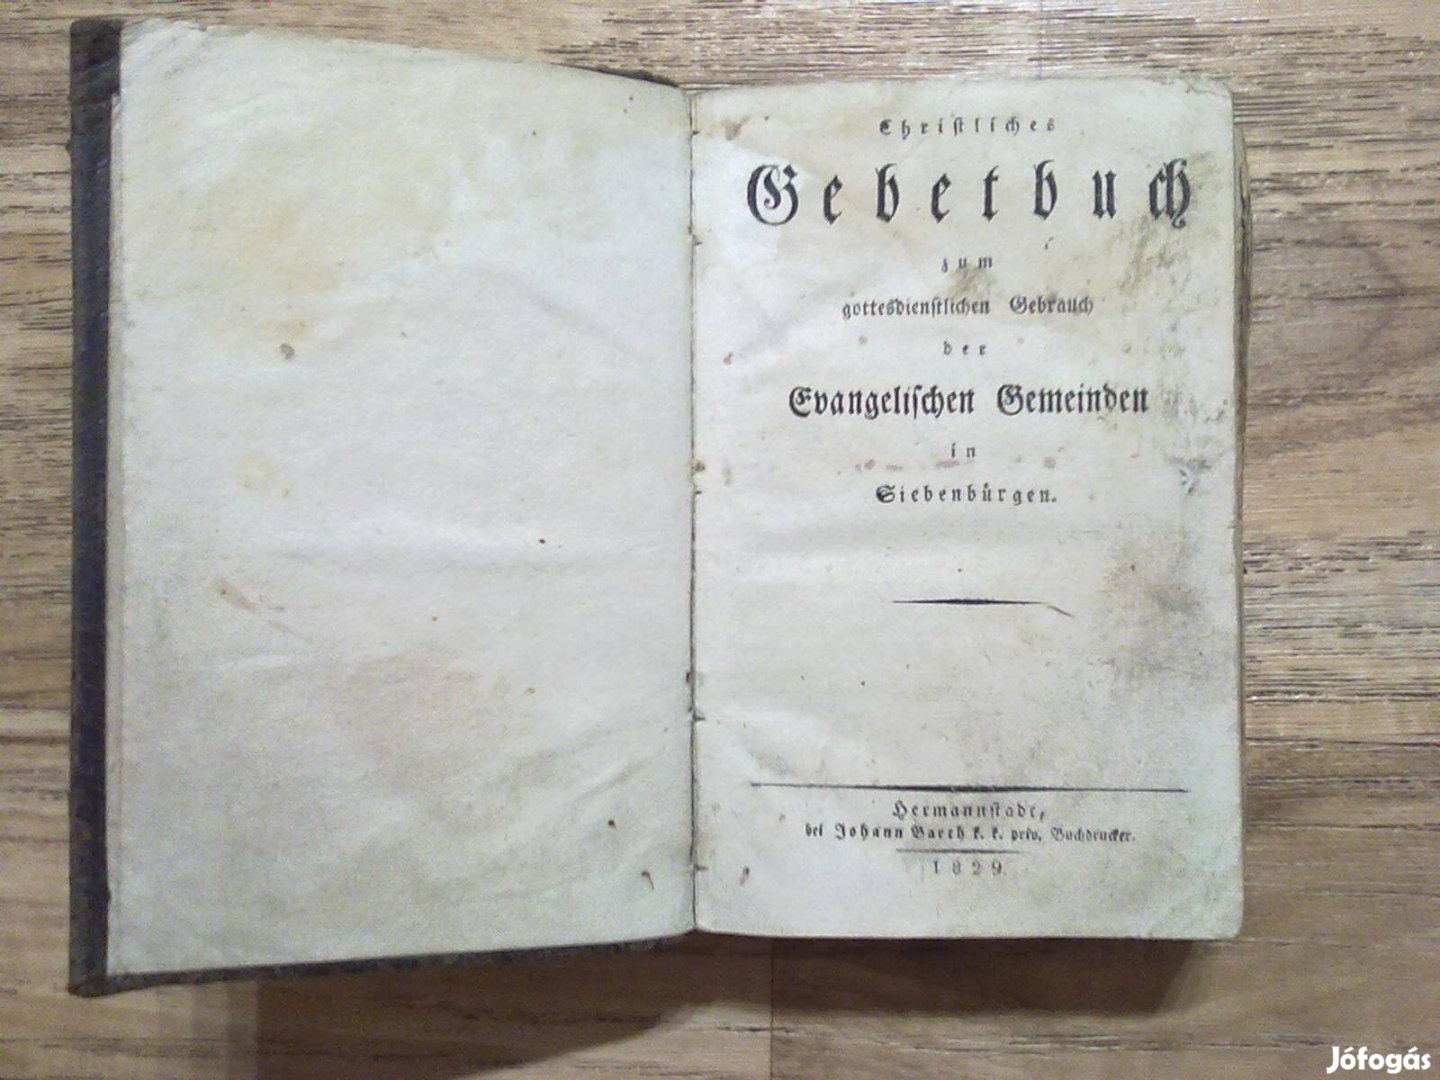 Christliches
Gebetbuch
zum
gottesdienstlichen Gebrauch
der
Evangelischen Gemeinden
in
Siebenbürgen.
Hermannstadt,
bei Johann Barth k. k. priv. Buchdrucker.
1829.
Jófogás